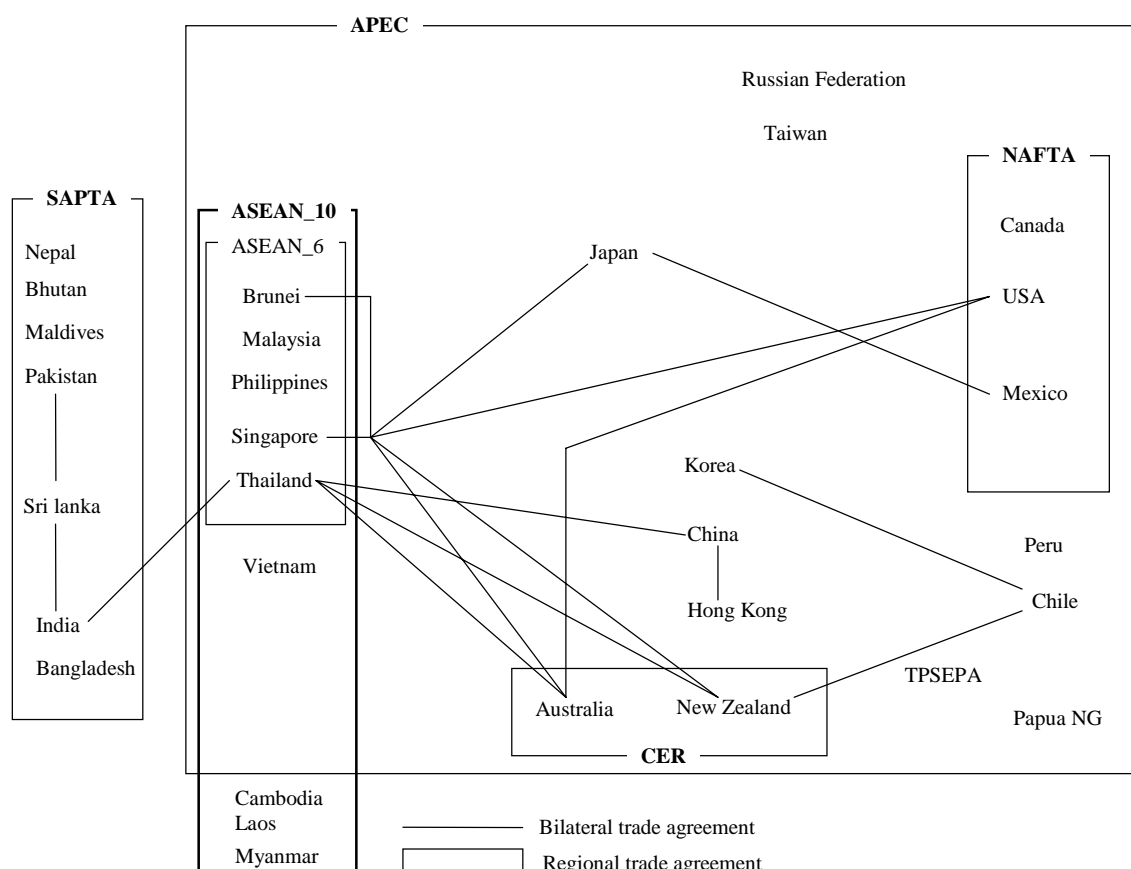 APEC
Russian Federation
Taiwan
NAFTA
Canada
USA
Mexico
SAPTA
Nepal
Bhutan
Maldives
Pakistan
Sri lanka
India
Bangladesh
ASEAN_10
ASEAN_6
Brunei
Malaysia
Philippines
Singapore
Thailand
Vietnam
Japan
Korea
China
Hong Kong
Peru
Chile
TPSEPA
Papua NG
Australia
New Zealand
CER
Cambodia
Laos
Myanmar
Bilateral trade agreement
Regional trade agreement